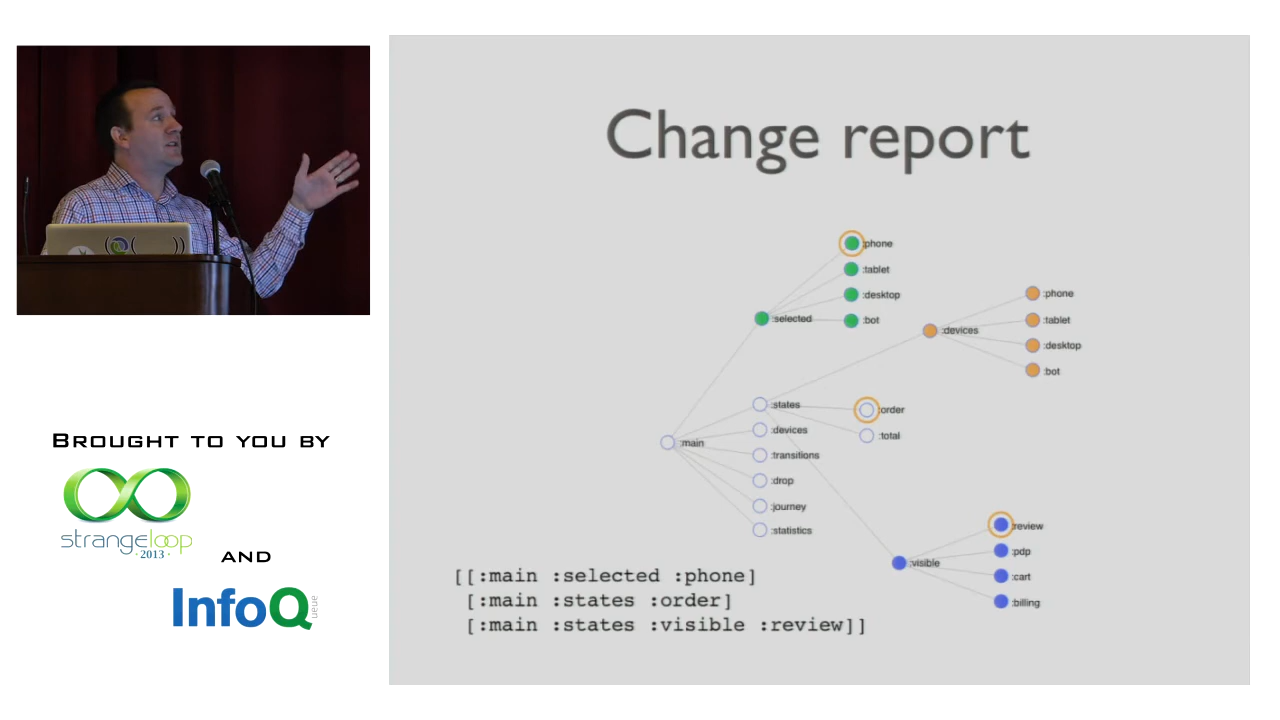 Change report
:phone
:tablet
:desktop
:bot
:selected
:devices
:phone
:tablet
:desktop
:bot
:main
:states
:devices
:transitions
:drop
:journey
:statistics
:order
:total
:visible
:review
:pdp
:cart
:billing
[[:main :selected :phone]
[:main :states :order]
[:main :states :visible :review]]
BROUGHT TO YOU BY
strangeloop
·2013·
AND
InfoQ